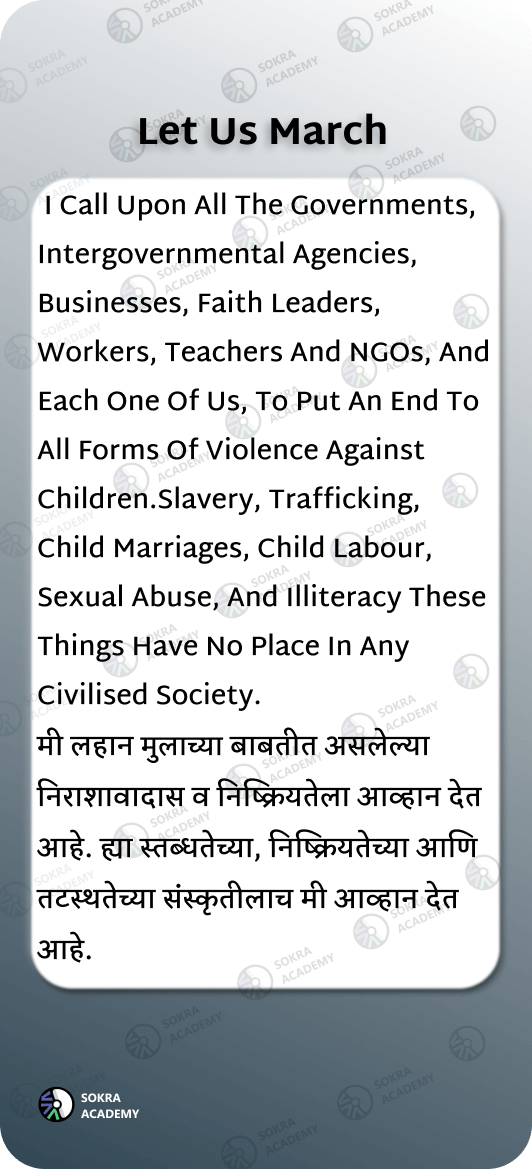 Let Us March
I Call Upon All The Governments,
Intergovernmental Agencies,
Businesses, Faith Leaders,
Workers, Teachers And NGOs, And
Each One Of Us, To Put An End To
All Forms Of Violence Against
Children.Slavery, Trafficking,
Child Marriages, Child Labour,
Sexual Abuse, And Illiteracy These
Things Have No Place In Any
Civilised Society.
मी लहान मुलाच्या बाबतीत असलेल्या
निराशावादास व निष्क्रियतेला आव्हान देत
आहे. ह्या स्तब्धतेच्या, निष्क्रियतेच्या आणि
तटस्थतेच्या संस्कृतीलाच मी आव्हान देत
आहे.
SOKRA
ACADEMY